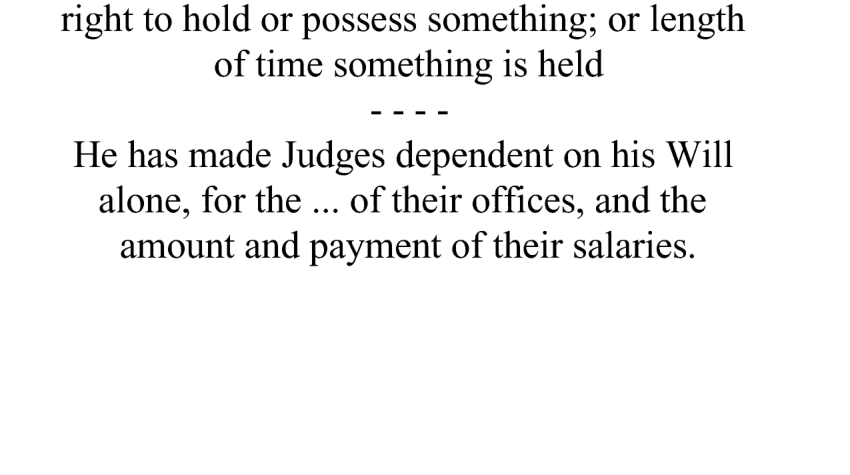 right to hold or possess something; or length
of time something is held
- - - -
He has made Judges dependent on his Will
alone, for the ... of their offices, and the
amount and payment of their salaries.